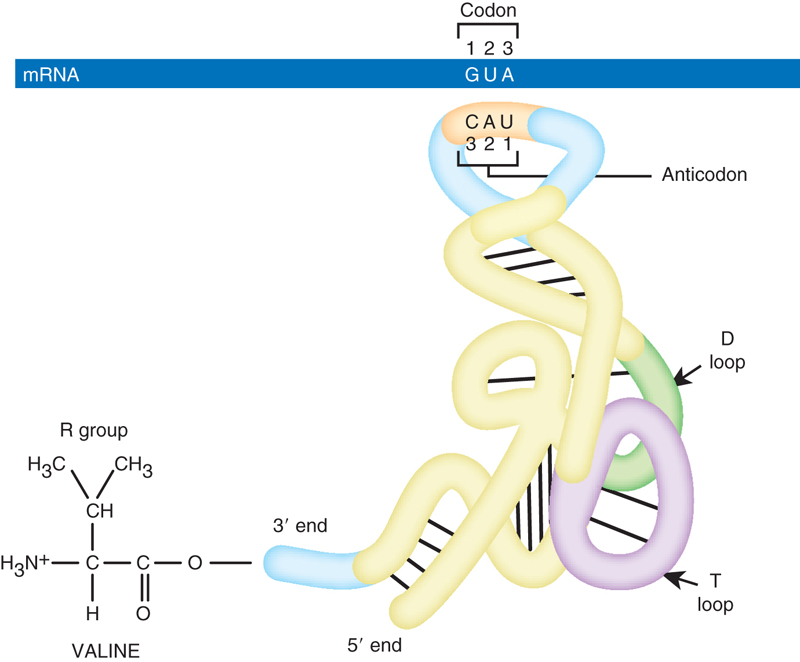 Codon
1 2 3
mRNA
G U A
C A U
3 2 1
Anticodon
D
loop
R group
H₃C
CH₃
CH
3′ end
H₃N⁺
C
C
O
H
O
T
loop
5′ end
VALINE